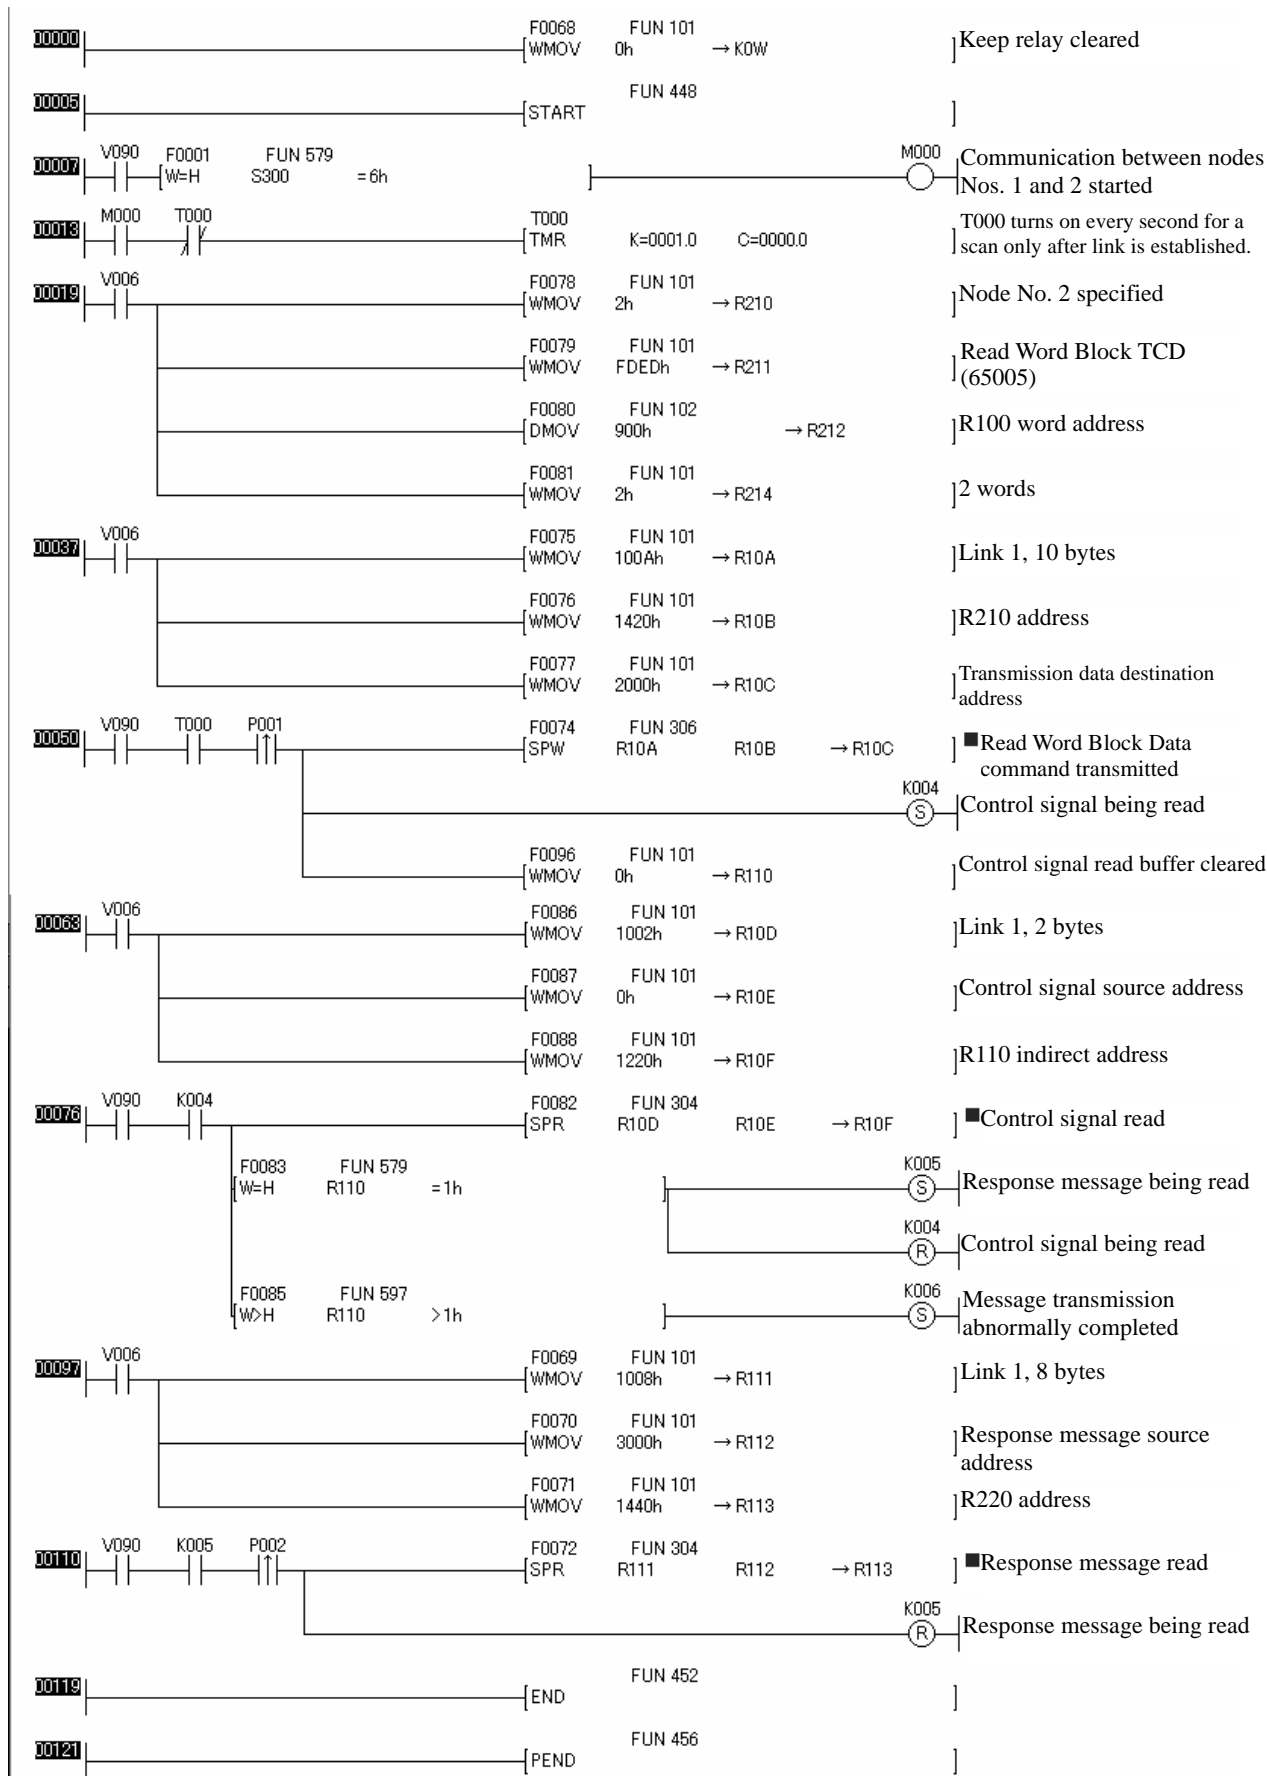 F0068 FUN 101
00000 [WMOV 0h → K0W ] Keep relay cleared
FUN 448
00005 [START ]
V090 F0001 FUN 579 M000
00007 [W=H S300 =6h ] Communication between nodes
Nos. 1 and 2 started
M000 T000 T000
00013 [TMR K=0001.0 C=0000.0 ] T000 turns on every second for a
scan only after link is established.
V006 F0078 FUN 101
00019 [WMOV 2h → R210 ] Node No. 2 specified
F0079 FUN 101
[WMOV FDEDh → R211 ] Read Word Block TCD
(65005)
F0080 FUN 102
[DMOV 900h → R212 ] R100 word address
F0081 FUN 101
[WMOV 2h → R214 ] 2 words
V006 F0075 FUN 101
00037 [WMOV 100Ah → R10A ] Link 1, 10 bytes
F0076 FUN 101
[WMOV 1420h → R10B ] R210 address
F0077 FUN 101
[WMOV 2000h → R10C ] Transmission data destination
address
V090 T000 P001 F0074 FUN 306
00050 [SPW R10A R10B → R10C ] ■Read Word Block Data
command transmitted
K004
S Control signal being read
F0096 FUN 101
[WMOV 0h → R110 ] Control signal read buffer cleared
V006 F0086 FUN 101
00063 [WMOV 1002h → R10D ] Link 1, 2 bytes
F0087 FUN 101
[WMOV 0h → R10E ] Control signal source address
F0088 FUN 101
[WMOV 1220h → R10F ] R110 indirect address
V090 K004 F0082 FUN 304
00076 [SPR R10D R10E → R10F ] ■Control signal read
F0083 FUN 579 K005
[W=H R110 =1h ] S Response message being read
K004
R Control signal being read
F0085 FUN 597 K006
[W>H R110 >1h ] S Message transmission
abnormally completed
V006 F0069 FUN 101
00097 [WMOV 1008h → R111 ] Link 1, 8 bytes
F0070 FUN 101
[WMOV 3000h → R112 ] Response message source
address
F0071 FUN 101
[WMOV 1440h → R113 ] R220 address
V090 K005 P002 F0072 FUN 304
00110 [SPR R111 R112 → R113 ] ■Response message read
K005
R Response message being read
FUN 452
00119 [END ]
FUN 456
00121 [PEND ]